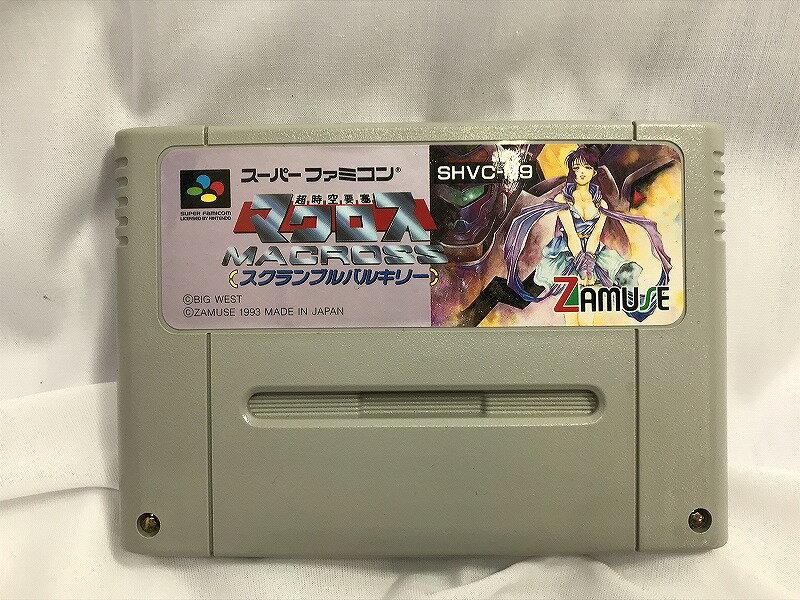 スーパーファミコン®
SHVC-
SUPER FAMICOM
LICENSED BY NINTENDO
超時空要塞
マクロス
MACROSS
スクランブルバルキリー
©BIG WEST
©ZAMUSE 1993 MADE IN JAPAN
ZAMUSE